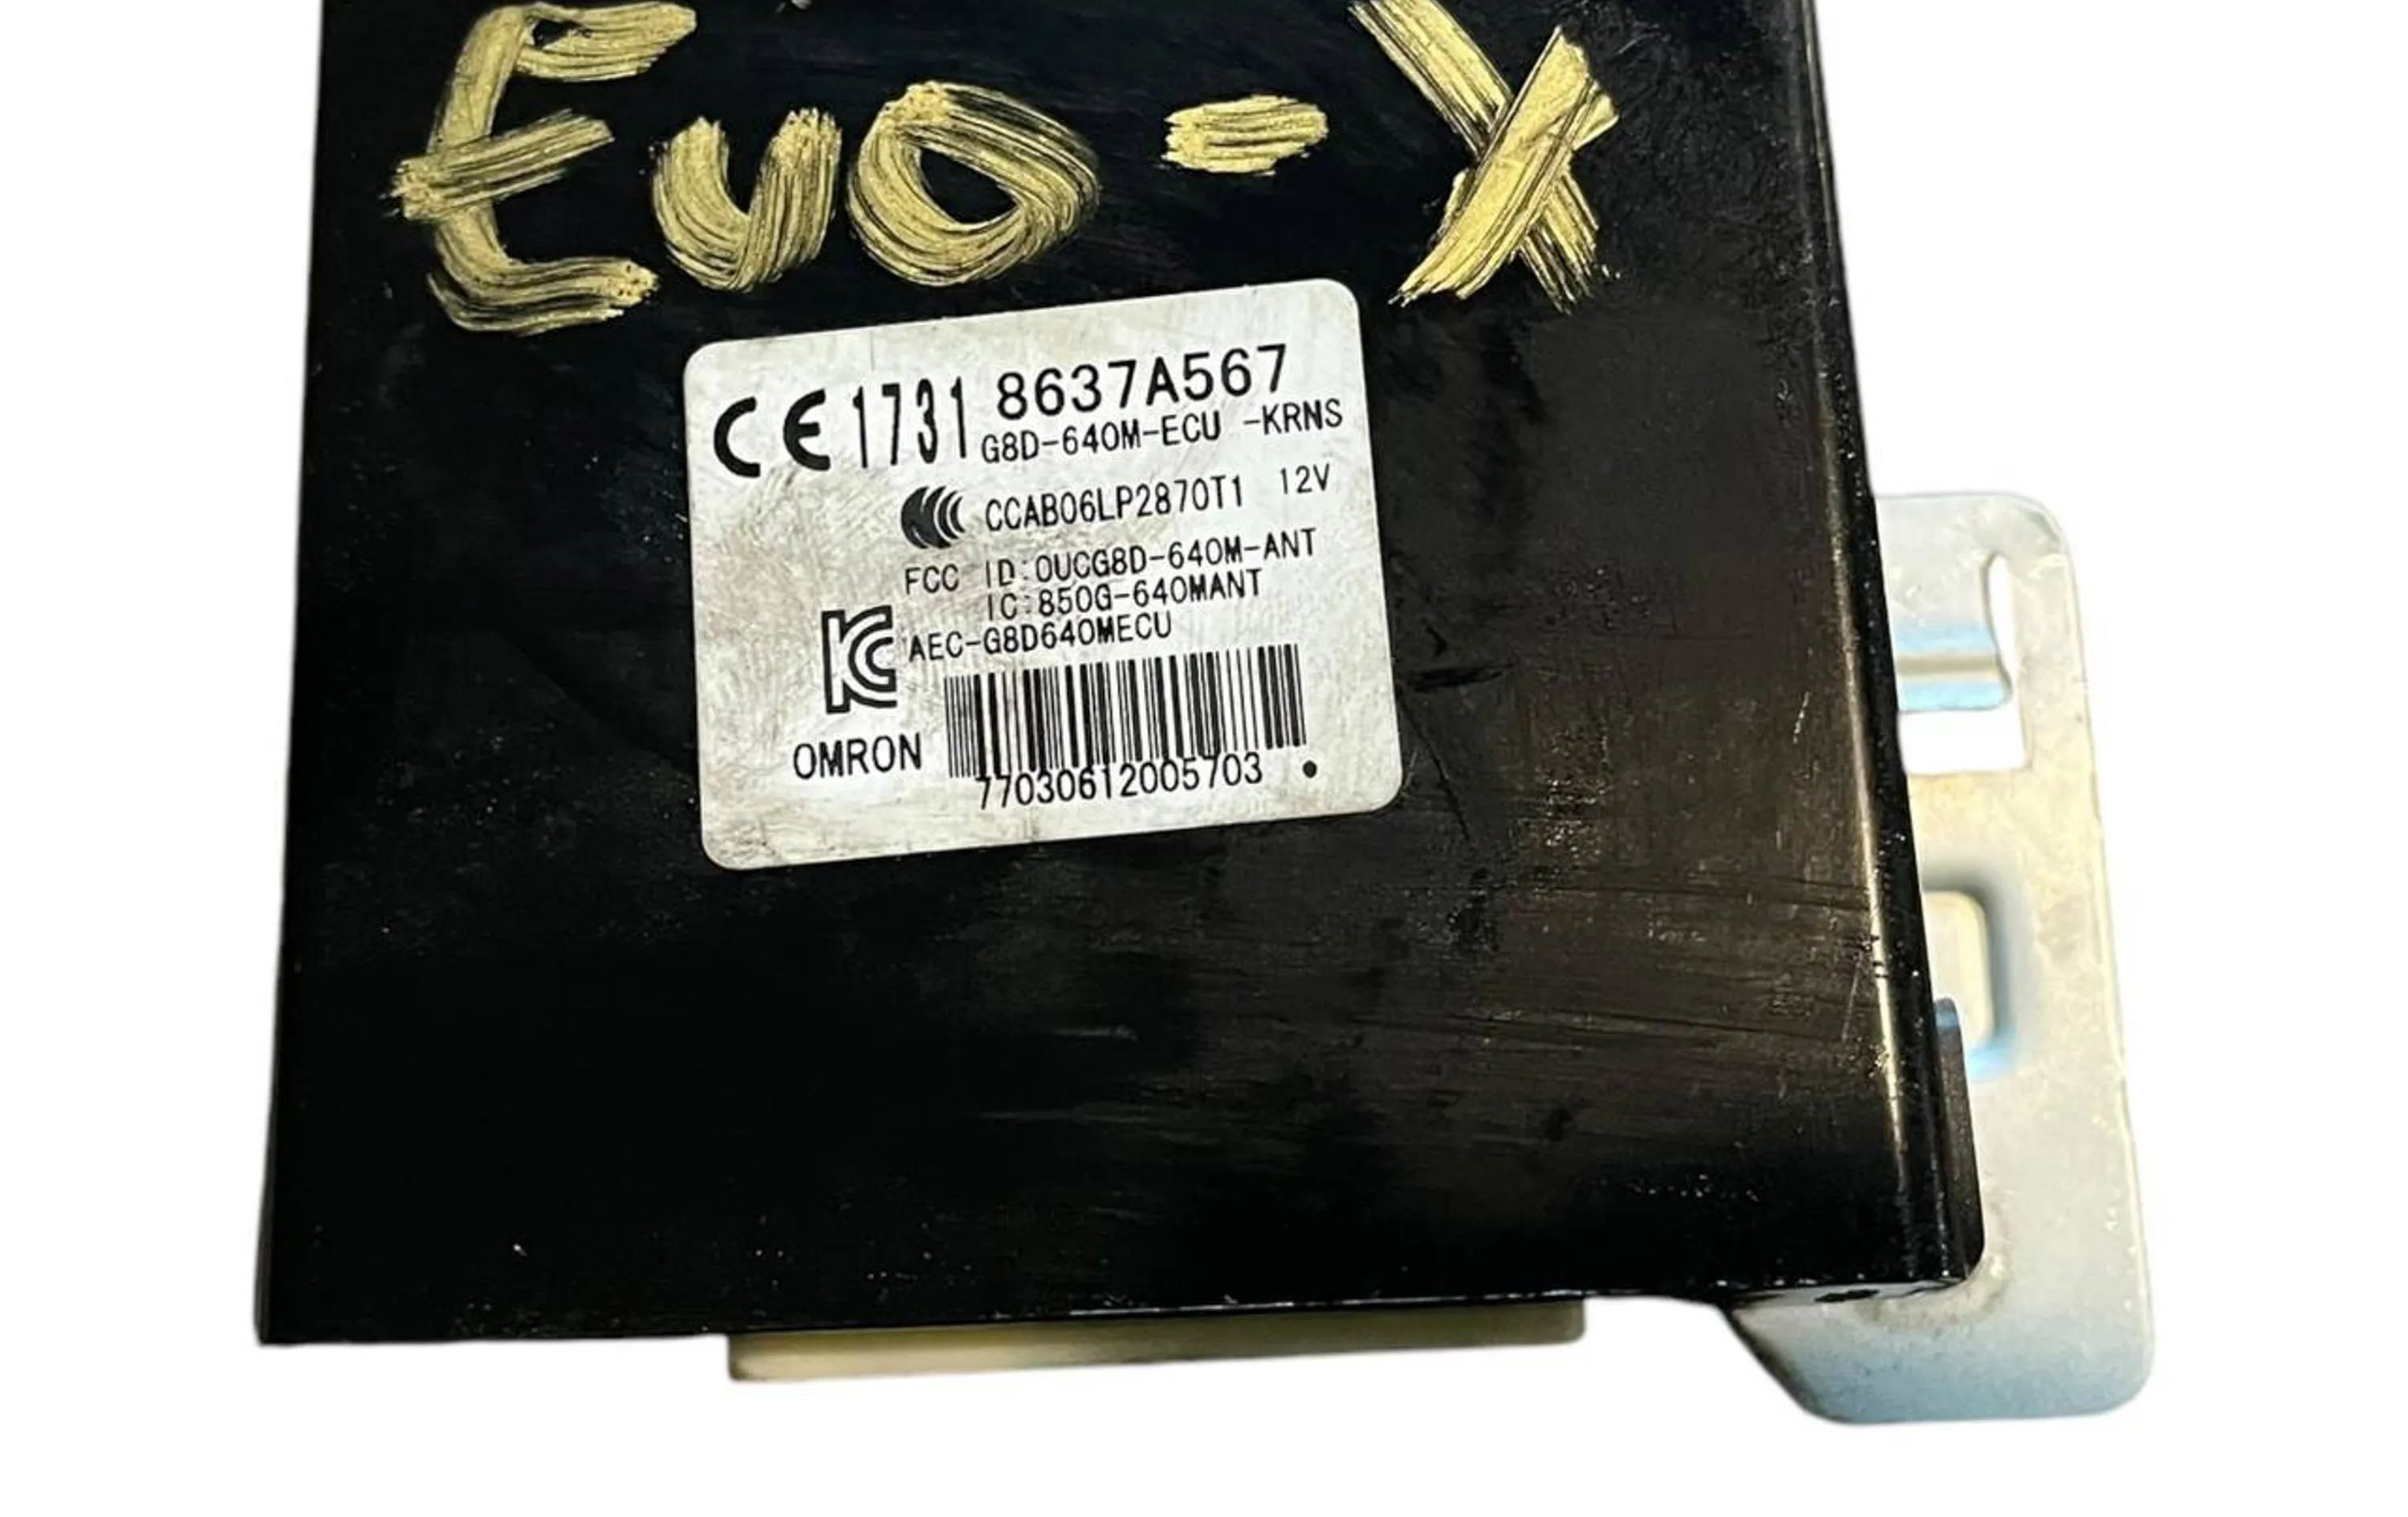 Evo-X
CE 1731 8637A567
G8D-640M-ECU -KRNS
CCAB06LP2870T1 12V
FCC ID:OUCG8D-640M-ANT
IC:850G-640MANT
AEC-G8D640MECU
OMRON
77030612005703